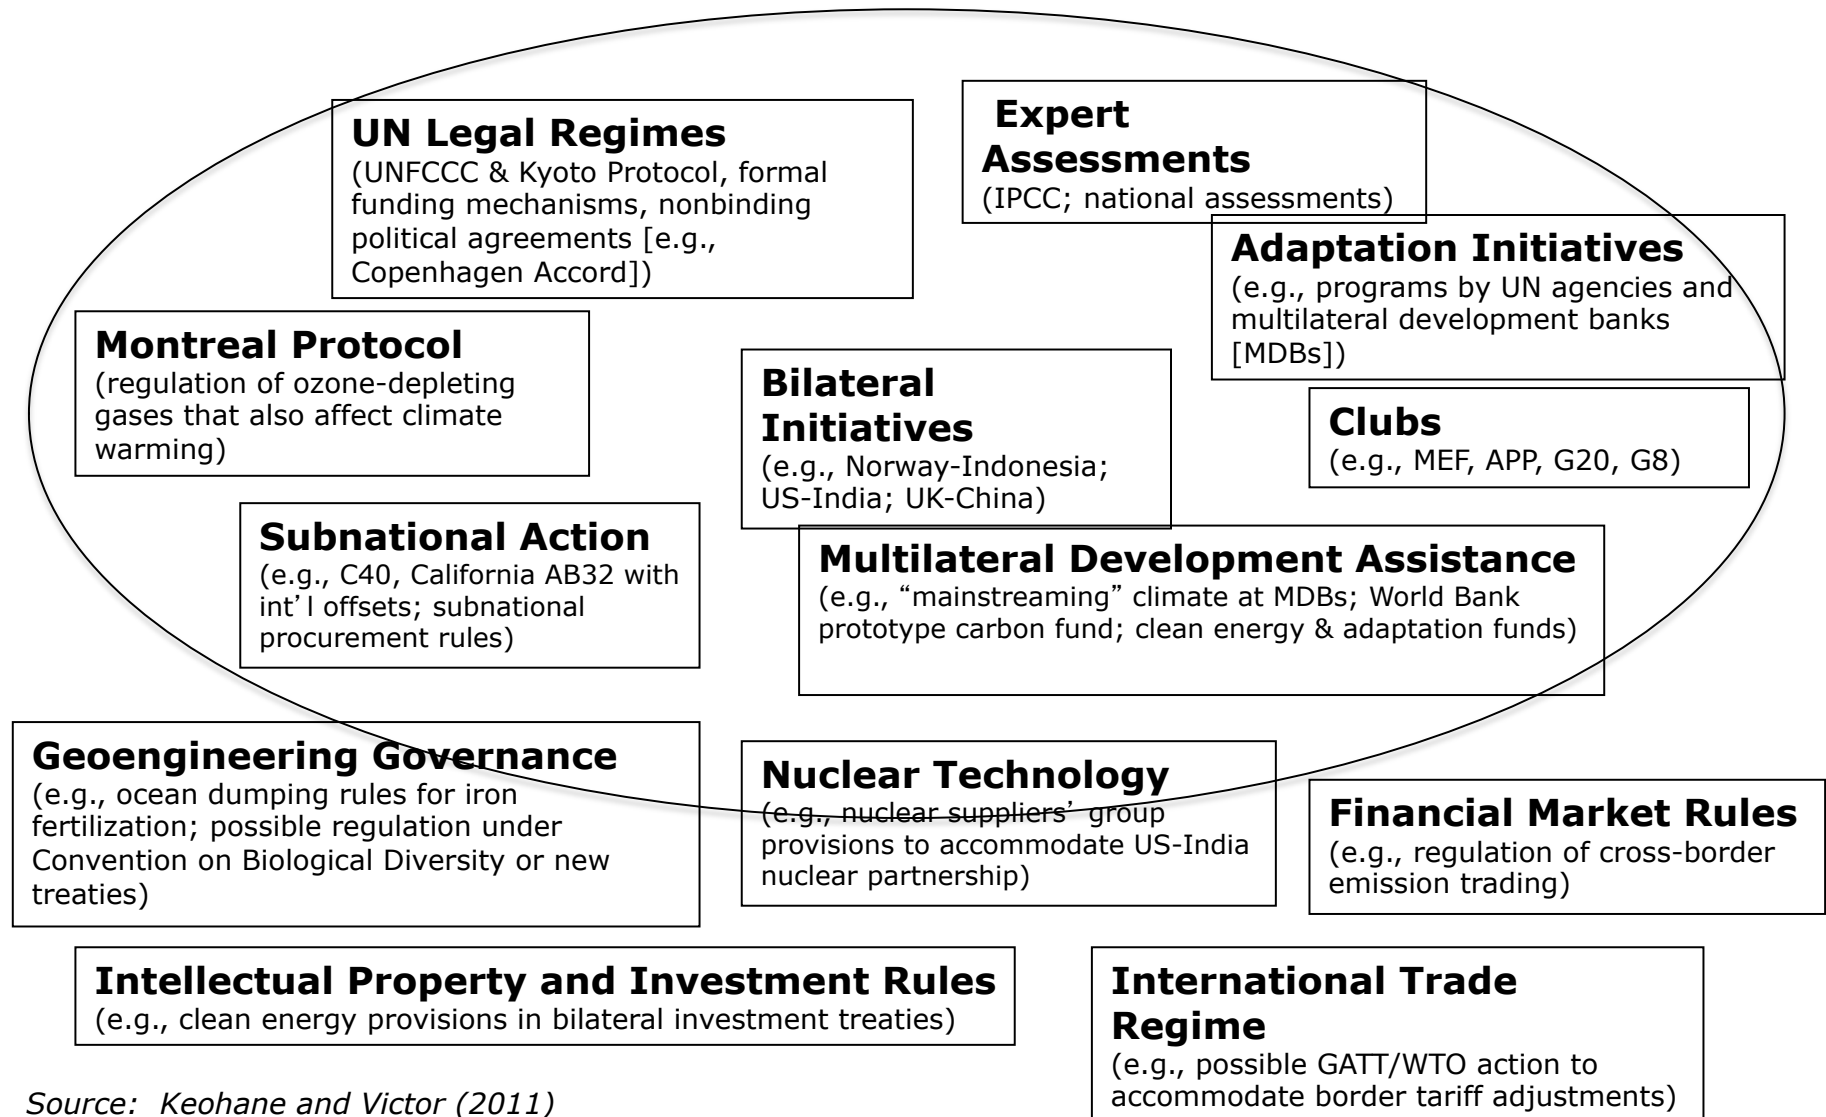 UN Legal Regimes
(UNFCCC & Kyoto Protocol, formal
funding mechanisms, nonbinding
political agreements [e.g.,
Copenhagen Accord])
Expert
Assessments
(IPCC; national assessments)
Adaptation Initiatives
(e.g., programs by UN agencies and
multilateral development banks
[MDBs])
Montreal Protocol
(regulation of ozone-depleting
gases that also affect climate
warming)
Bilateral
Initiatives
(e.g., Norway-Indonesia;
US-India; UK-China)
Clubs
(e.g., MEF, APP, G20, G8)
Subnational Action
(e.g., C40, California AB32 with
int’l offsets; subnational
procurement rules)
Multilateral Development Assistance
(e.g., “mainstreaming” climate at MDBs; World Bank
prototype carbon fund; clean energy & adaptation funds)
Geoengineering Governance
(e.g., ocean dumping rules for iron
fertilization; possible regulation under
Convention on Biological Diversity or new
treaties)
Nuclear Technology
(e.g., nuclear suppliers’ group
provisions to accommodate US-India
nuclear partnership)
Financial Market Rules
(e.g., regulation of cross-border
emission trading)
Intellectual Property and Investment Rules
(e.g., clean energy provisions in bilateral investment treaties)
International Trade
Regime
(e.g., possible GATT/WTO action to
accommodate border tariff adjustments)
Source: Keohane and Victor (2011)